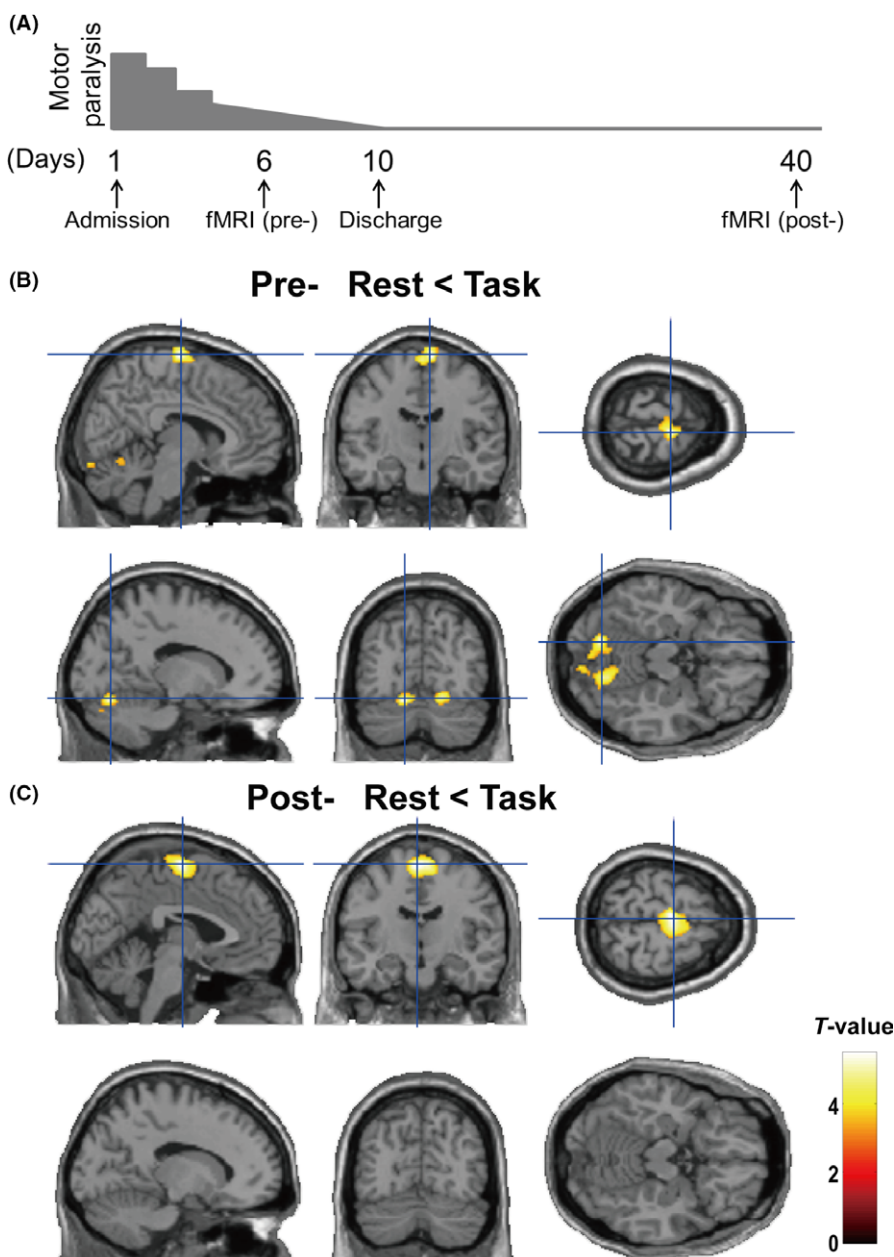 (A)
Motor
paralysis
(Days) 1 6 10 40
Admission fMRI (pre-) Discharge fMRI (post-)
(B)
Pre- Rest < Task
(C)
Post- Rest < Task
T-value
4
2
0